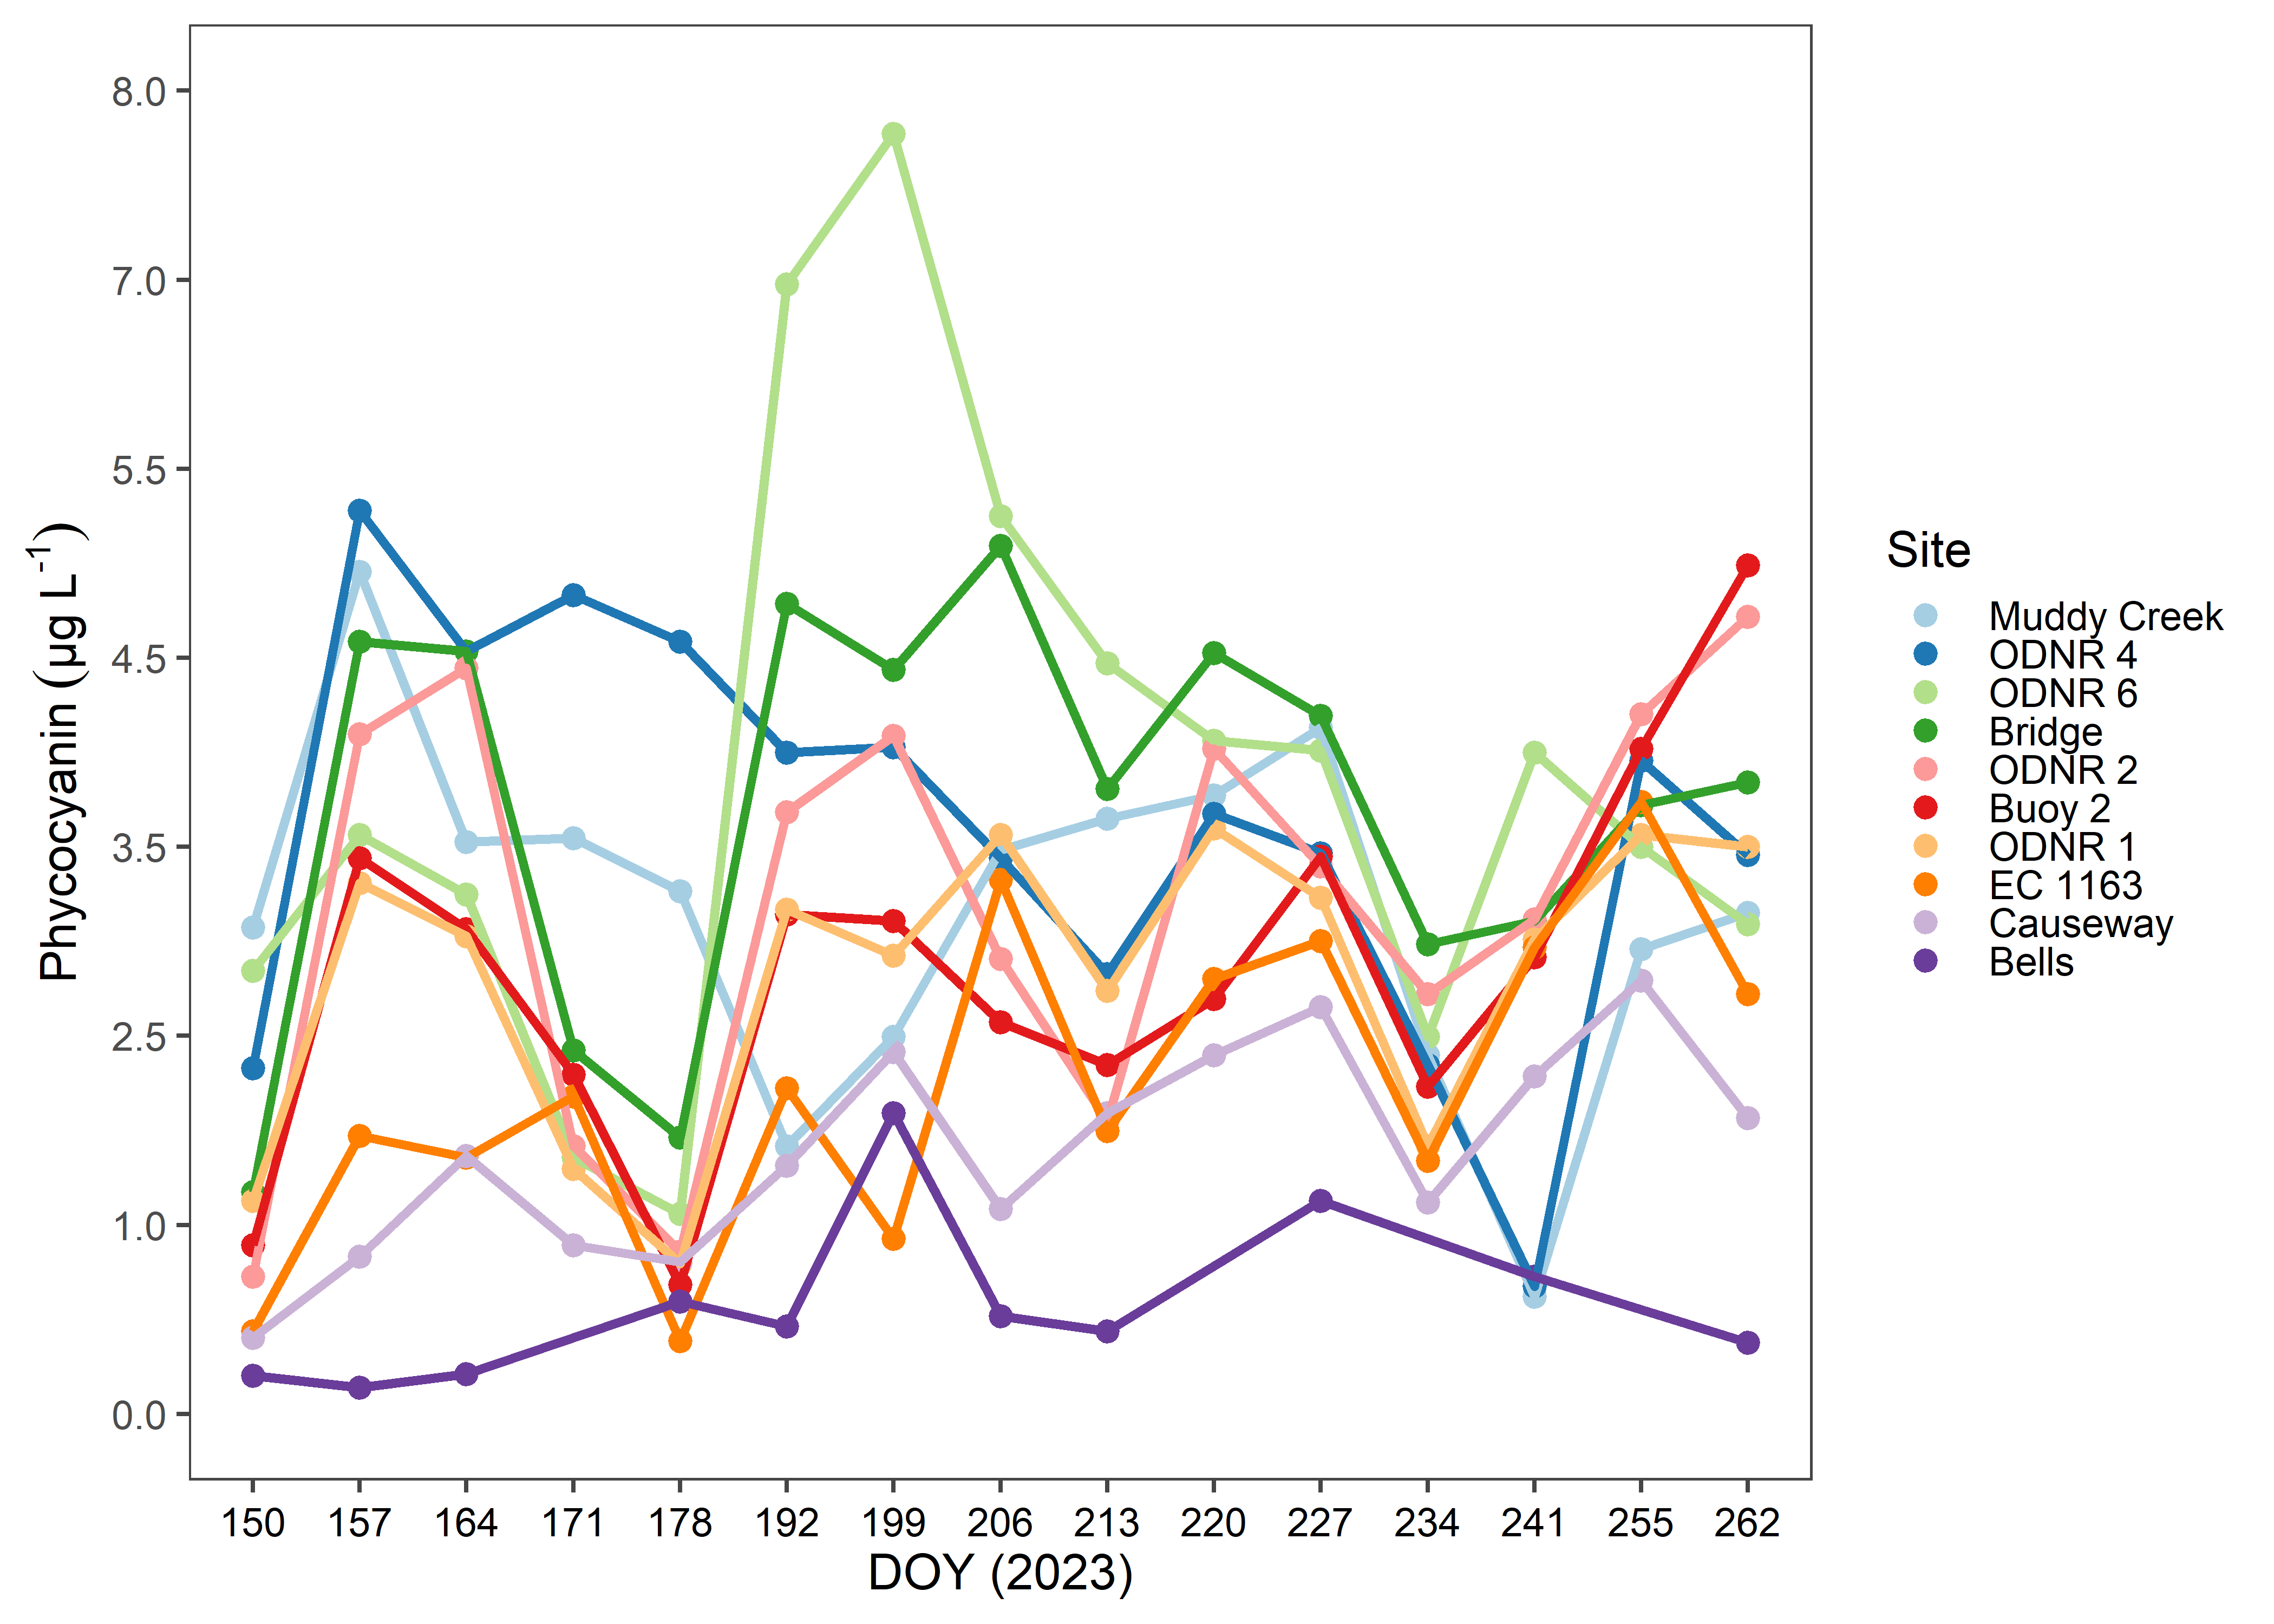 8.0
7.0
5.5
4.5
3.5
2.5
1.0
0.0
Phycocyanin (µg L⁻¹)
150 157 164 171 178 192 199 206 213 220 227 234 241 255 262
DOY (2023)
Site
Muddy Creek
ODNR 4
ODNR 6
Bridge
ODNR 2
Buoy 2
ODNR 1
EC 1163
Causeway
Bells